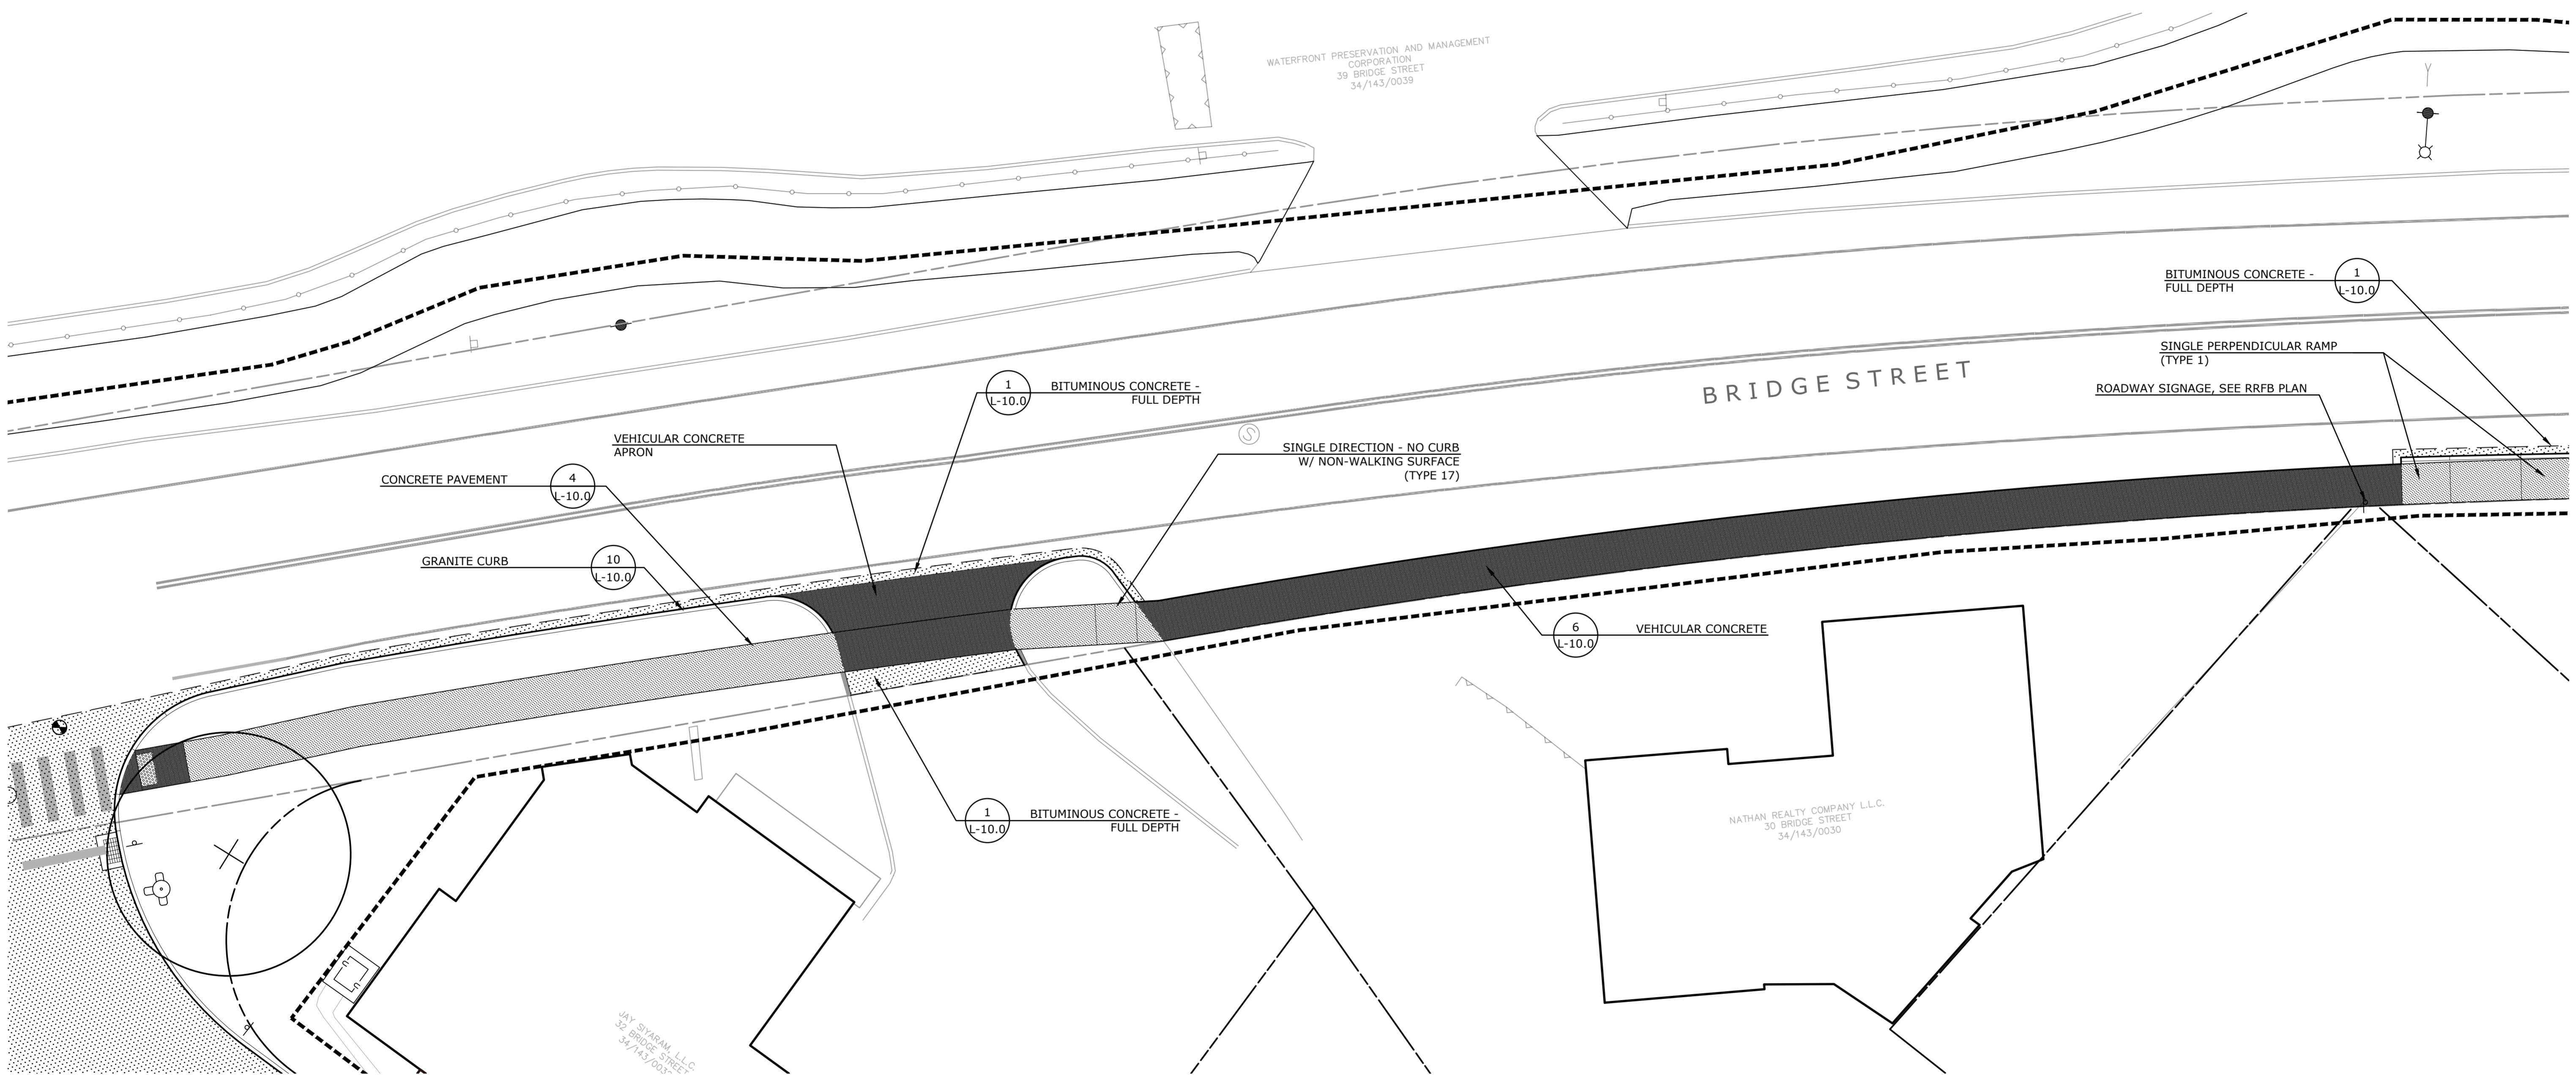 WATERFRONT PRESERVATION AND MANAGEMENT
CORPORATION
39 BRIDGE STREET
34/143/0039
BITUMINOUS CONCRETE -
FULL DEPTH
1
L-10.0
SINGLE PERPENDICULAR RAMP
(TYPE 1)
ROADWAY SIGNAGE, SEE RRFB PLAN
BRIDGE STREET
1
L-10.0
BITUMINOUS CONCRETE -
FULL DEPTH
VEHICULAR CONCRETE
APRON
S
SINGLE DIRECTION - NO CURB
W/ NON-WALKING SURFACE
(TYPE 17)
CONCRETE PAVEMENT
4
L-10.0
GRANITE CURB
10
L-10.0
6
L-10.0
VEHICULAR CONCRETE
1
L-10.0
BITUMINOUS CONCRETE -
FULL DEPTH
NATHAN REALTY COMPANY L.L.C.
30 BRIDGE STREET
34/143/0030
JAY SIYARAM, L.L.C.
32 BRIDGE STREET